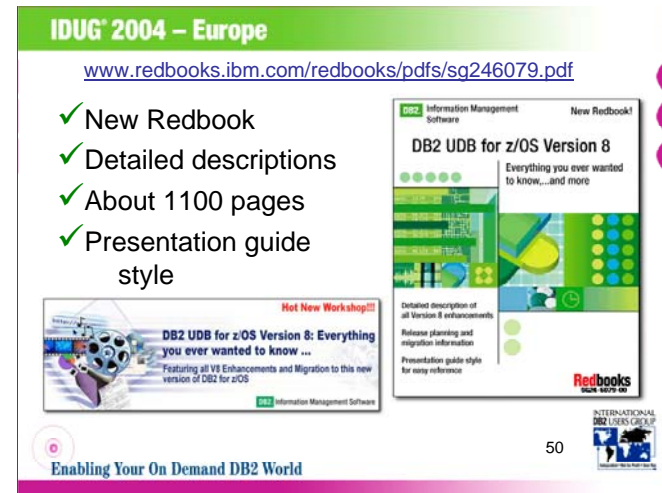 IDUG® 2004 – Europe
www.redbooks.ibm.com/redbooks/pdfs/sg246079.pdf
New Redbook
Detailed descriptions
About 1100 pages
Presentation guide
style
DB2. Information Management
Software
New Redbook!
DB2 UDB for z/OS Version 8
Everything you ever wanted
to know,...and more
Detailed description of
all Version 8 enhancements
Release planning and
migration information
Presentation guide style
for easy reference
Redbooks
SG24-6079-00
Hot New Workshop!!!
DB2 UDB for z/OS Version 8: Everything
you ever wanted to know ...
Featuring all V8 Enhancements and Migration to this new
version of DB2 for z/OS
DB2. Information Management Software
50
INTERNATIONAL
DB2 USERS GROUP
Enabling Your On Demand DB2 World